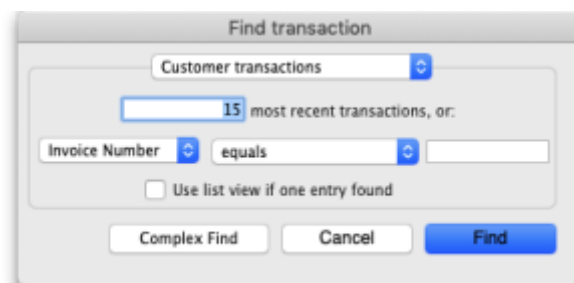 Find transaction
Customer transactions
15 most recent transactions, or:
Invoice Number equals
Use list view if one entry found
Complex Find Cancel Find